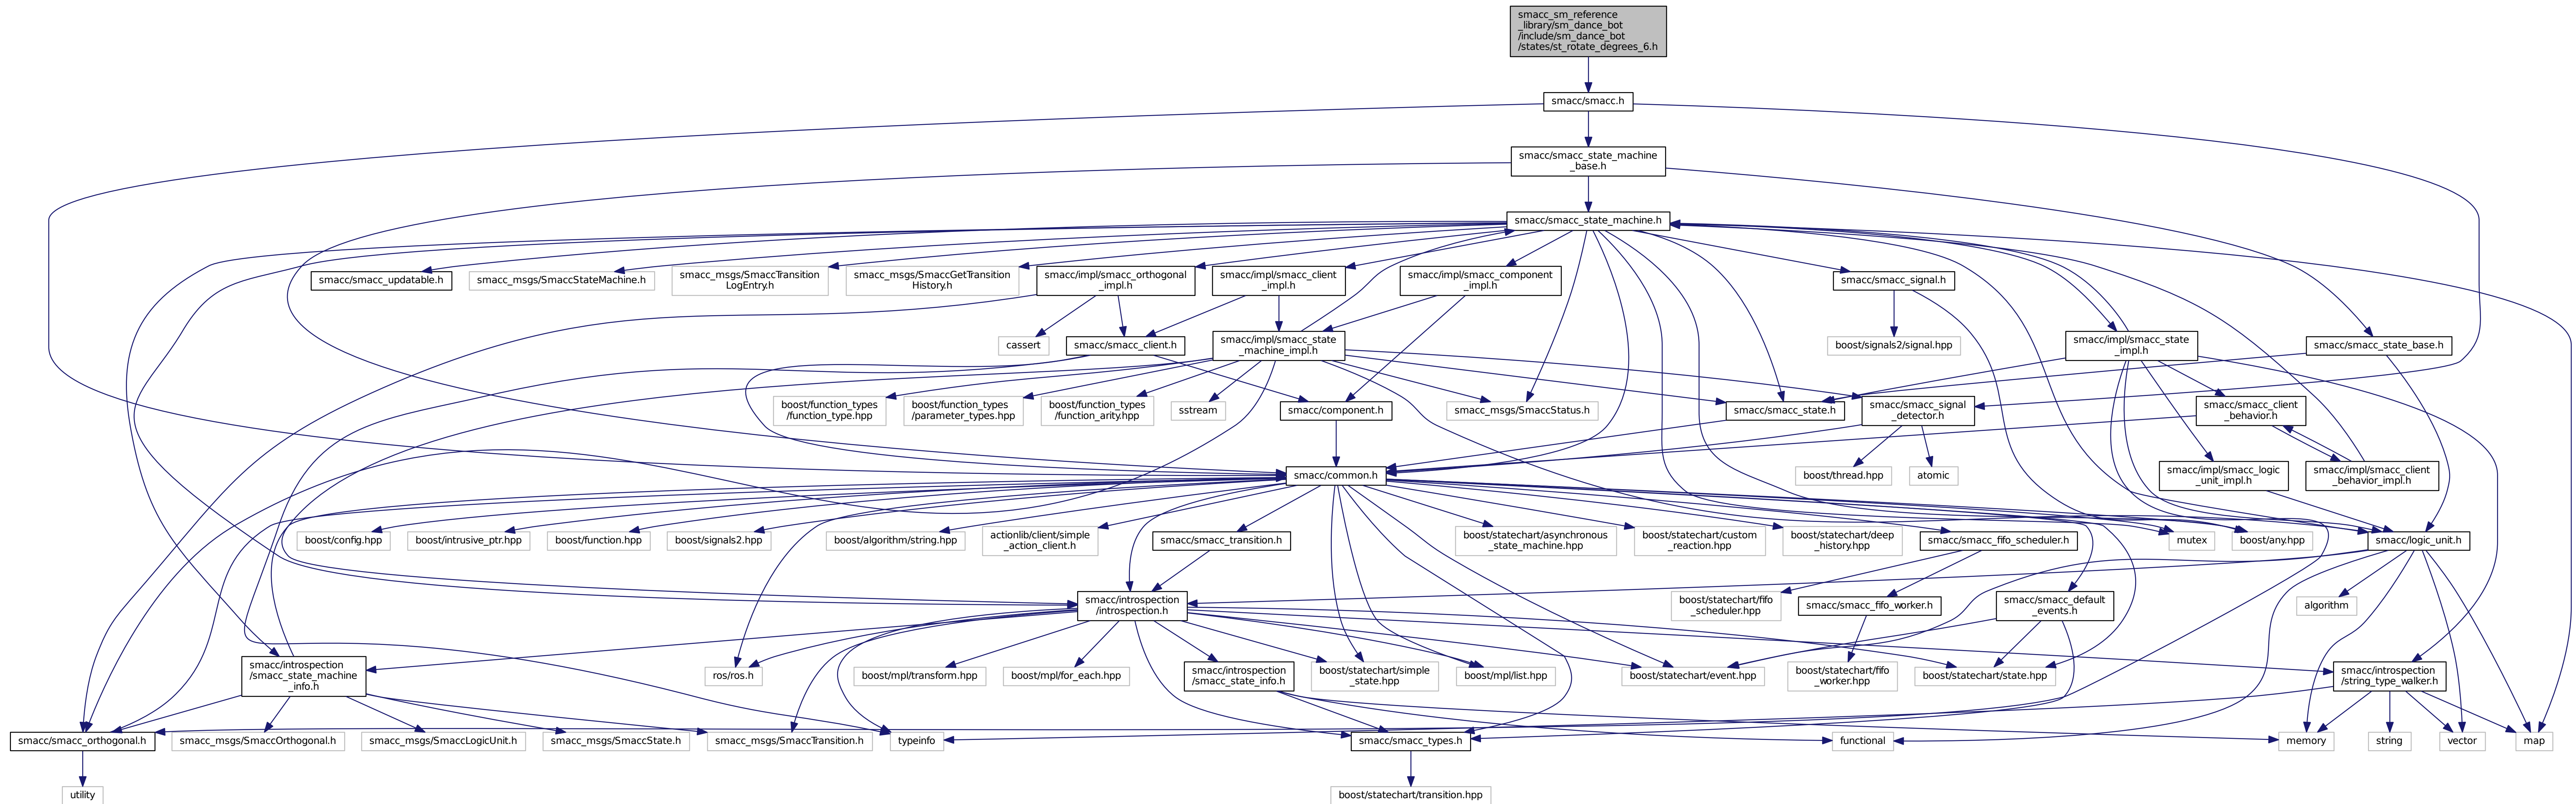 smacc_sm_reference
_library/sm_dance_bot
/include/sm_dance_bot
/states/st_rotate_degrees_6.h
smacc/smacc.h
smacc/smacc_state_machine
_base.h
smacc/smacc_state_machine.h
smacc/smacc_updatable.h
smacc_msgs/SmaccStateMachine.h
smacc_msgs/SmaccTransition
LogEntry.h
smacc_msgs/SmaccGetTransition
History.h
smacc/impl/smacc_orthogonal
_impl.h
smacc/impl/smacc_client
_impl.h
smacc/impl/smacc_component
_impl.h
smacc/smacc_signal.h
cassert
smacc/smacc_client.h
smacc/impl/smacc_state
_machine_impl.h
boost/signals2/signal.hpp
smacc/impl/smacc_state
_impl.h
smacc/smacc_state_base.h
boost/function_types
/function_type.hpp
boost/function_types
/parameter_types.hpp
boost/function_types
/function_arity.hpp
sstream
smacc/component.h
smacc_msgs/SmaccStatus.h
smacc/smacc_state.h
smacc/smacc_signal
_detector.h
smacc/smacc_client
_behavior.h
smacc/common.h
boost/thread.hpp
atomic
smacc/impl/smacc_logic
_unit_impl.h
smacc/impl/smacc_client
_behavior_impl.h
boost/config.hpp
boost/intrusive_ptr.hpp
boost/function.hpp
boost/signals2.hpp
boost/algorithm/string.hpp
actionlib/client/simple
_action_client.h
smacc/smacc_transition.h
boost/statechart/asynchronous
_state_machine.hpp
boost/statechart/custom
_reaction.hpp
boost/statechart/deep
_history.hpp
smacc/smacc_fifo_scheduler.h
mutex
boost/any.hpp
smacc/logic_unit.h
smacc/introspection
/introspection.h
boost/statechart/fifo
_scheduler.hpp
smacc/smacc_fifo_worker.h
smacc/smacc_default
_events.h
algorithm
smacc/introspection
/smacc_state_machine
_info.h
ros/ros.h
boost/mpl/transform.hpp
boost/mpl/for_each.hpp
smacc/introspection
/smacc_state_info.h
boost/statechart/simple
_state.hpp
boost/mpl/list.hpp
boost/statechart/event.hpp
boost/statechart/fifo
_worker.hpp
boost/statechart/state.hpp
smacc/introspection
/string_type_walker.h
smacc/smacc_orthogonal.h
smacc_msgs/SmaccOrthogonal.h
smacc_msgs/SmaccLogicUnit.h
smacc_msgs/SmaccState.h
smacc_msgs/SmaccTransition.h
typeinfo
smacc/smacc_types.h
functional
memory
string
vector
map
utility
boost/statechart/transition.hpp